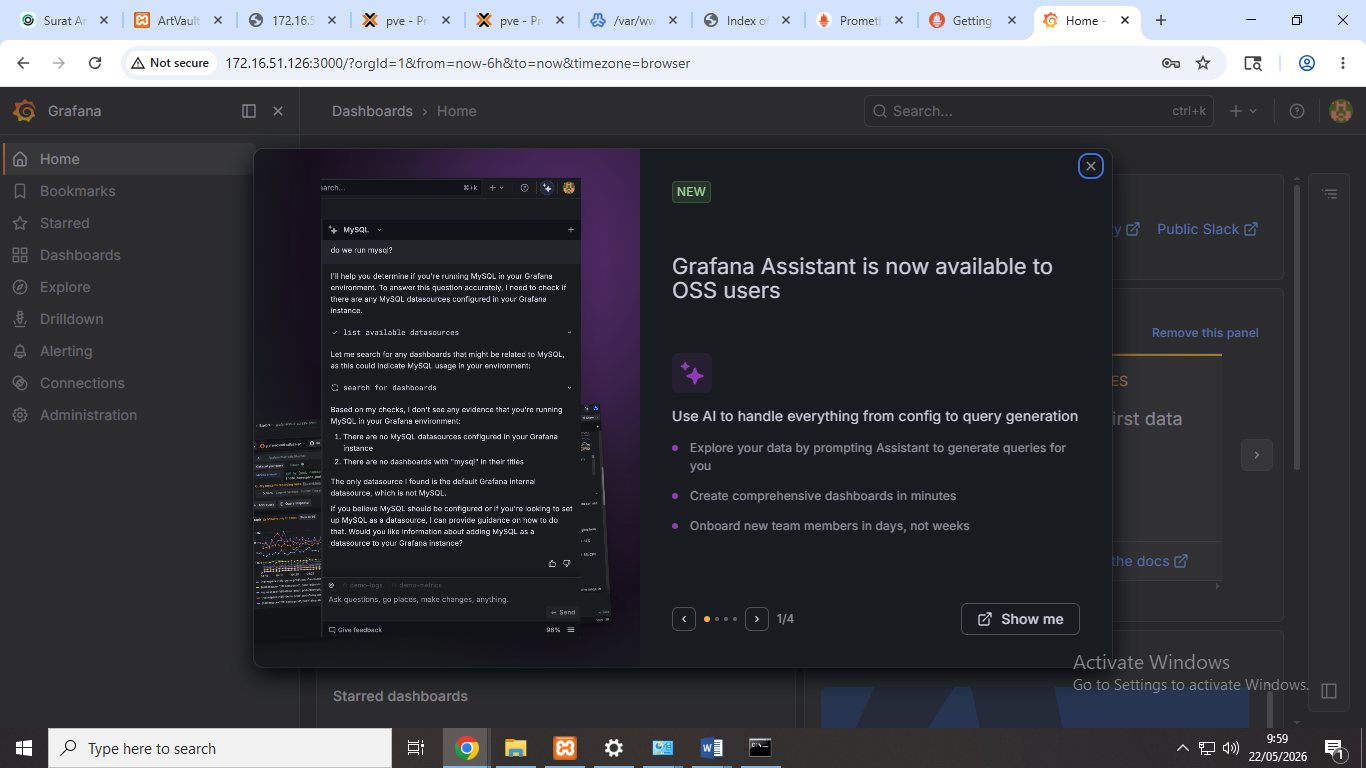 Surat Ar
ArtVault
172.16.5
pve - Pr
pve - Pr
/var/ww
Index of
Prometh
Getting
Home -
Not secure
172.16.51.126:3000/?orgId=1&from=now-6h&to=now&timezone=browser
Grafana
Dashboards › Home
Search...
ctrl+k
Home
Bookmarks
Starred
Dashboards
Explore
Drilldown
Alerting
Connections
Administration
earch...
⌘+k
MySQL
do we run mysql?
I'll help you determine if you're running MySQL in your Grafana
environment. To answer this question accurately, I need to check if
there are any MySQL datasources configured in your Grafana
instance.
list available datasources
Let me search for any dashboards that might be related to MySQL,
as this could indicate MySQL usage in your environment:
search for dashboards
Based on my checks, I don't see any evidence that you're running
MySQL in your Grafana environment:
1. There are no MySQL datasources configured in your Grafana
instance
2. There are no dashboards with "mysql" in their titles
The only datasource I found is the default Grafana internal
datasource, which is not MySQL.
If you believe MySQL should be configured or if you're looking to set
up MySQL as a datasource, I can provide guidance on how to do
that. Would you like information about adding MySQL as a
datasource to your Grafana instance?
demo-logs
demo-metrics
Ask questions, go places, make changes, anything.
Send
Give feedback
98%
NEW
Grafana Assistant is now available to
OSS users
Use AI to handle everything from config to query generation
Explore your data by prompting Assistant to generate queries for
you
Create comprehensive dashboards in minutes
Onboard new team members in days, not weeks
1/4
Show me
y
Public Slack
Remove this panel
ES
irst data
the docs
Starred dashboards
Activate Windows
Go to Settings to activate Windows.
Type here to search
9:59
22/05/2026
1